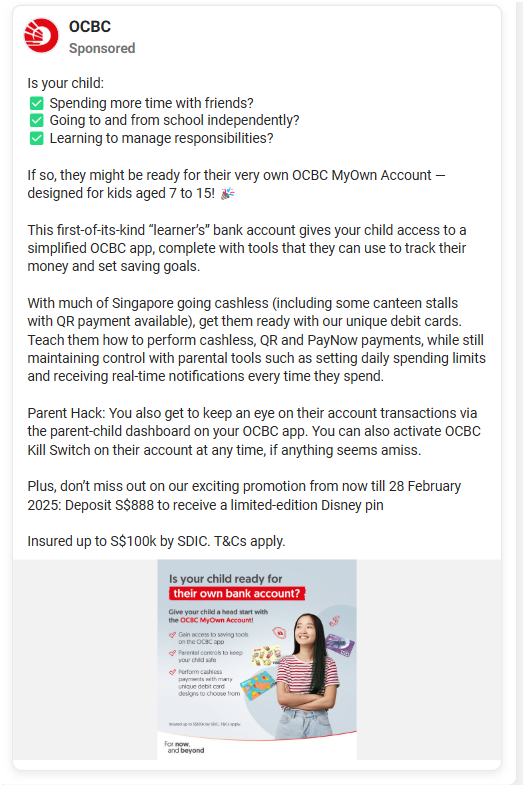 OCBC
Sponsored
Is your child:
✅ Spending more time with friends?
✅ Going to and from school independently?
✅ Learning to manage responsibilities?
If so, they might be ready for their very own OCBC MyOwn Account —
designed for kids aged 7 to 15! 🎉
This first-of-its-kind “learner's” bank account gives your child access to a
simplified OCBC app, complete with tools that they can use to track their
money and set saving goals.
With much of Singapore going cashless (including some canteen stalls
with QR payment available), get them ready with our unique debit cards.
Teach them how to perform cashless, QR and PayNow payments, while still
maintaining control with parental tools such as setting daily spending limits
and receiving real-time notifications every time they spend.
Parent Hack: You also get to keep an eye on their account transactions via
the parent-child dashboard on your OCBC app. You can also activate OCBC
Kill Switch on their account at any time, if anything seems amiss.
Plus, don't miss out on our exciting promotion from now till 28 February
2025: Deposit S$888 to receive a limited-edition Disney pin
Insured up to S$100k by SDIC. T&Cs apply.
Is your child ready for
their own bank account?
Give your child a head start with
the OCBC MyOwn Account!
Gain access to saving tools
on the OCBC app
Parental controls to keep
your child safe
Perform cashless
payments with many
unique debit card
designs to choose from
Insured up to S$100k by SDIC. T&Cs apply.
For now,
and beyond